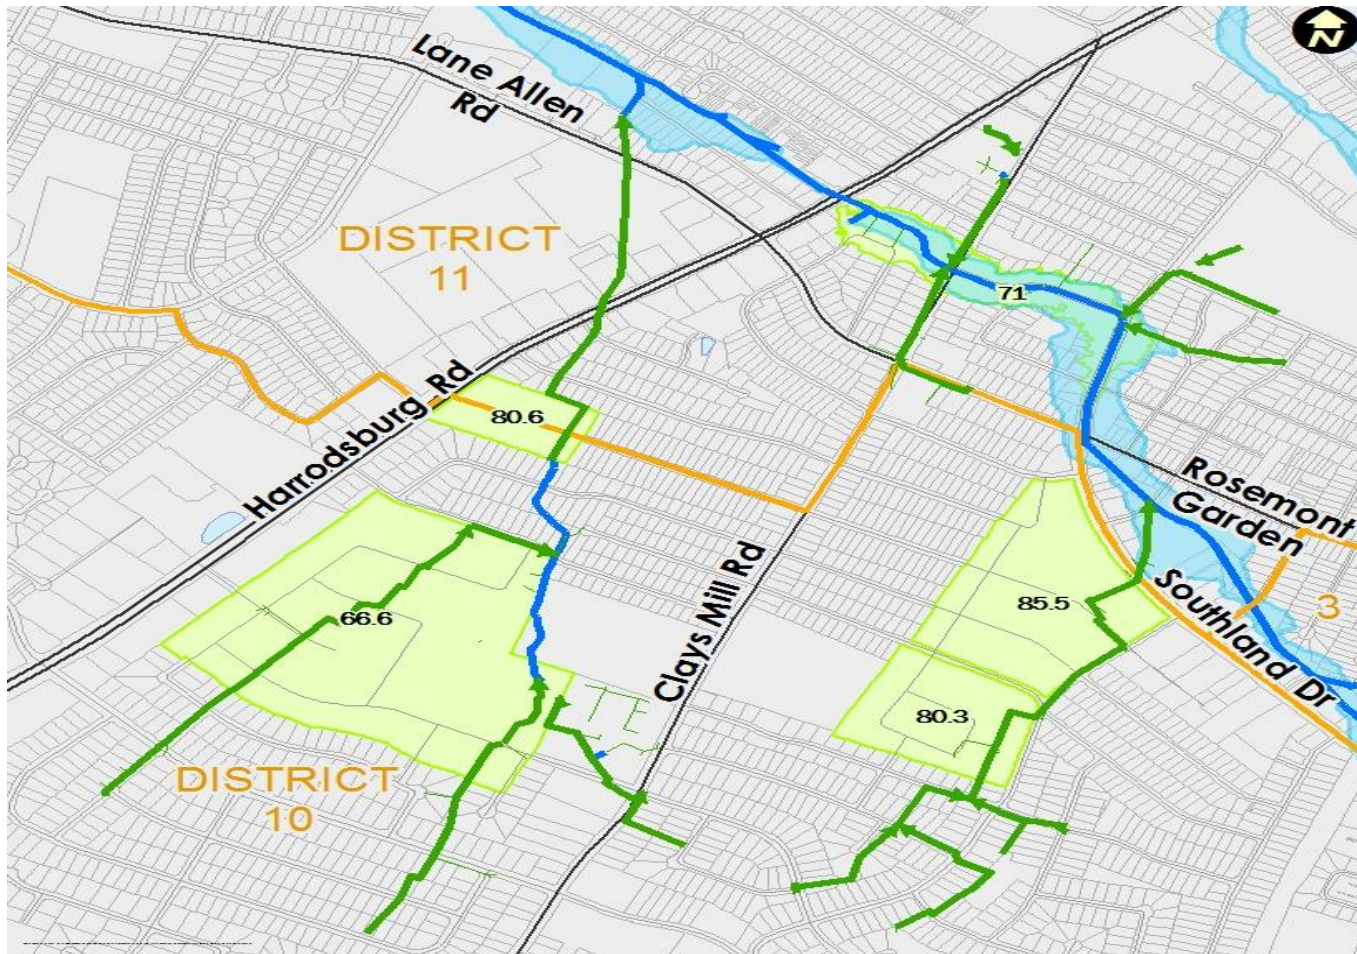 N
Lane Allen
Rd
DISTRICT
11
71
Harrodsburg Rd
80.6
Rosemont
Garden
66.6
Clays Mill Rd
85.5
Southland Dr
3
80.3
DISTRICT
10